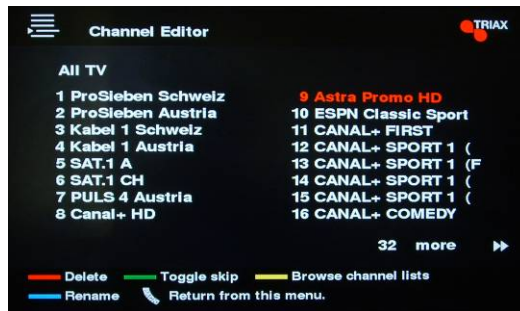 Channel Editor
TRIAX
All TV
1 ProSieben Schweiz
2 ProSieben Austria
3 Kabel 1 Schweiz
4 Kabel 1 Austria
5 SAT.1 A
6 SAT.1 CH
7 PULS 4 Austria
8 Canal+ HD
9 Astra Promo HD
10 ESPN Classic Sport
11 CANAL+ FIRST
12 CANAL+ SPORT 1 (
13 CANAL+ SPORT 1 (F
14 CANAL+ SPORT 1 (
15 CANAL+ SPORT 1 (
16 CANAL+ COMEDY
32 more
Delete Toggle skip Browse channel lists
Rename Return from this menu.